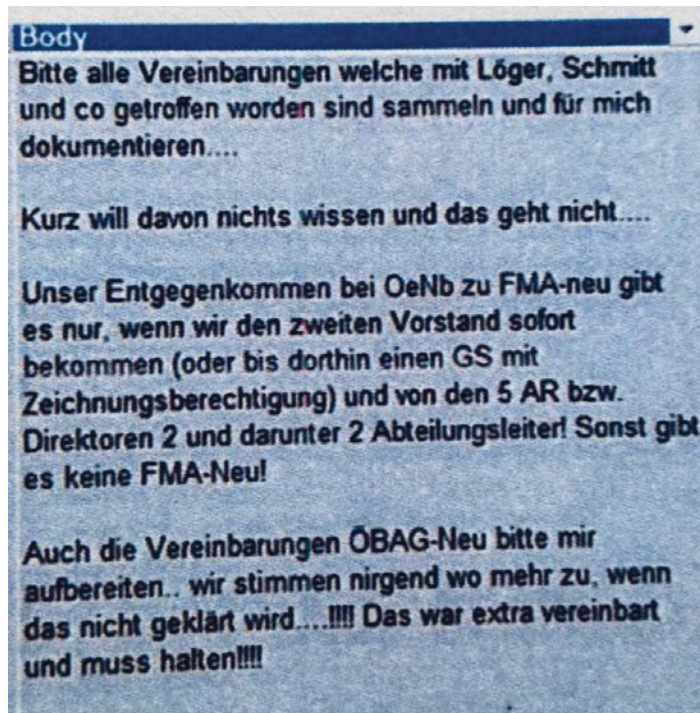 Body
Bitte alle Vereinbarungen welche mit Löger, Schmitt
und co getroffen worden sind sammeln und für mich
dokumentieren....
Kurz will davon nichts wissen und das geht nicht....
Unser Entgegenkommen bei OeNb zu FMA-neu gibt
es nur, wenn wir den zweiten Vorstand sofort
bekommen (oder bis dorthin einen GS mit
Zeichnungsberechtigung) und von den 5 AR bzw.
Direktoren 2 und darunter 2 Abteilungsleiter! Sonst gibt
es keine FMA-Neu!
Auch die Vereinbarungen ÖBAG-Neu bitte mir
aufbereiten.. wir stimmen nirgend wo mehr zu, wenn
das nicht geklärt wird....!!!! Das war extra vereinbart
und muss halten!!!!